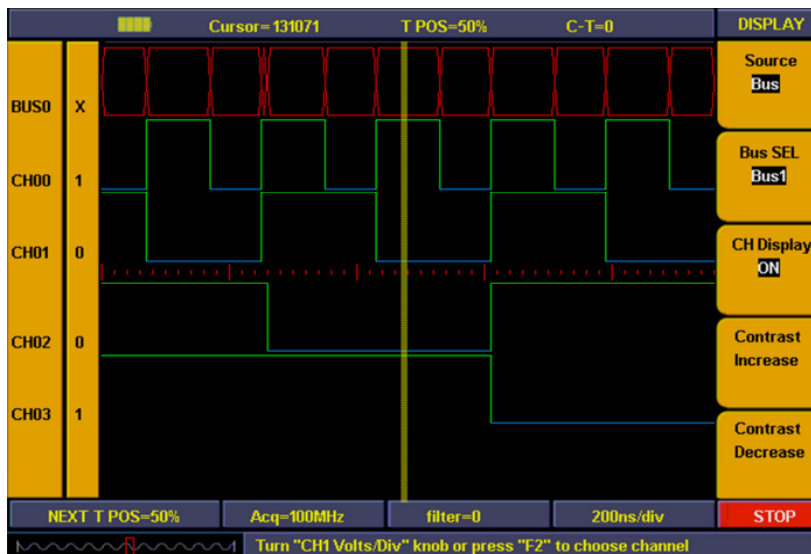 Cursor=131071 T POS=50% C-T=0 DISPLAY
Source
Bus
BUS0 X
Bus SEL
Bus1
CH00 1
CH Display
ON
CH01 0
Contrast
Increase
CH02 0
Contrast
Decrease
CH03 1
NEXT T POS=50% Acq=100MHz filter=0 200ns/div STOP
Turn "CH1 Volts/Div" knob or press "F2" to choose channel